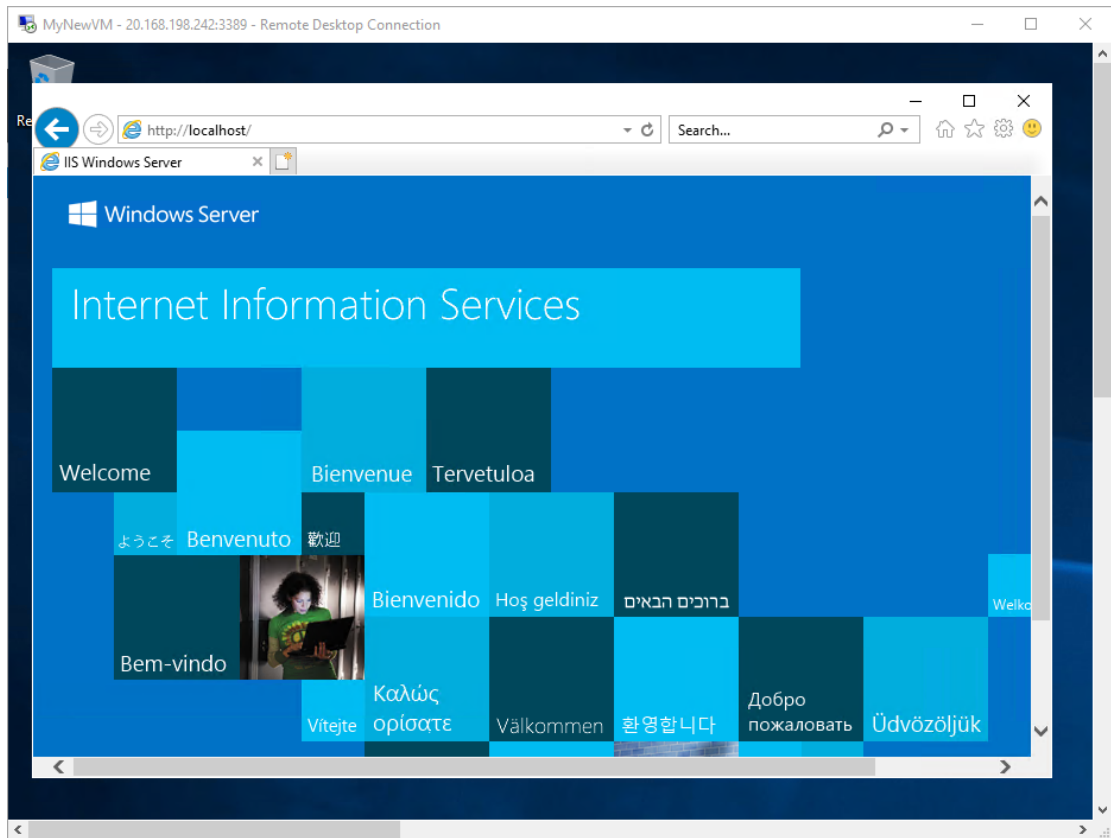 MyNewVM - 20.168.198.242:3389 - Remote Desktop Connection
Re
http://localhost/
Search...
IIS Windows Server
Windows Server
Internet Information Services
Welcome
Bienvenue
Tervetuloa
ようこそ
Benvenuto
歡迎
Bienvenido
Hoş geldiniz
ברוכים הבאים
Welko
Bem-vindo
Vítejte
Καλώς
ορίσατε
Välkommen
환영합니다
Добро
пожаловать
Üdvözöljük